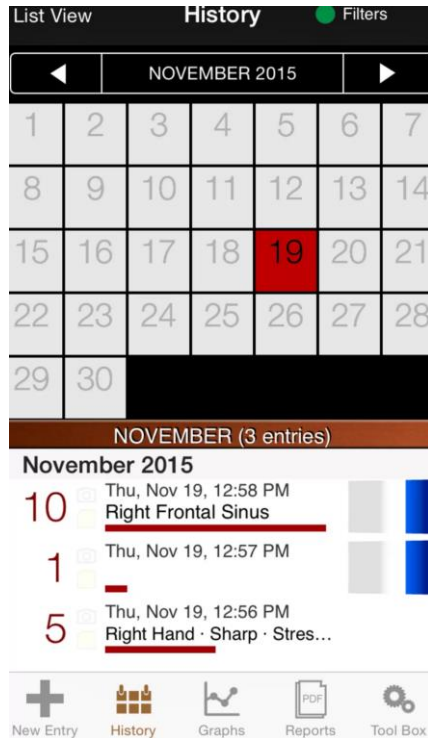 List View History Filters
NOVEMBER 2015
1 2 3 4 5 6 7
8 9 10 11 12 13 14
15 16 17 18 19 20 21
22 23 24 25 26 27 28
29 30
NOVEMBER (3 entries)
November 2015
10 Thu, Nov 19, 12:58 PM
Right Frontal Sinus
1 Thu, Nov 19, 12:57 PM
5 Thu, Nov 19, 12:56 PM
Right Hand · Sharp · Stres...
PDF
New Entry History Graphs Reports Tool Box